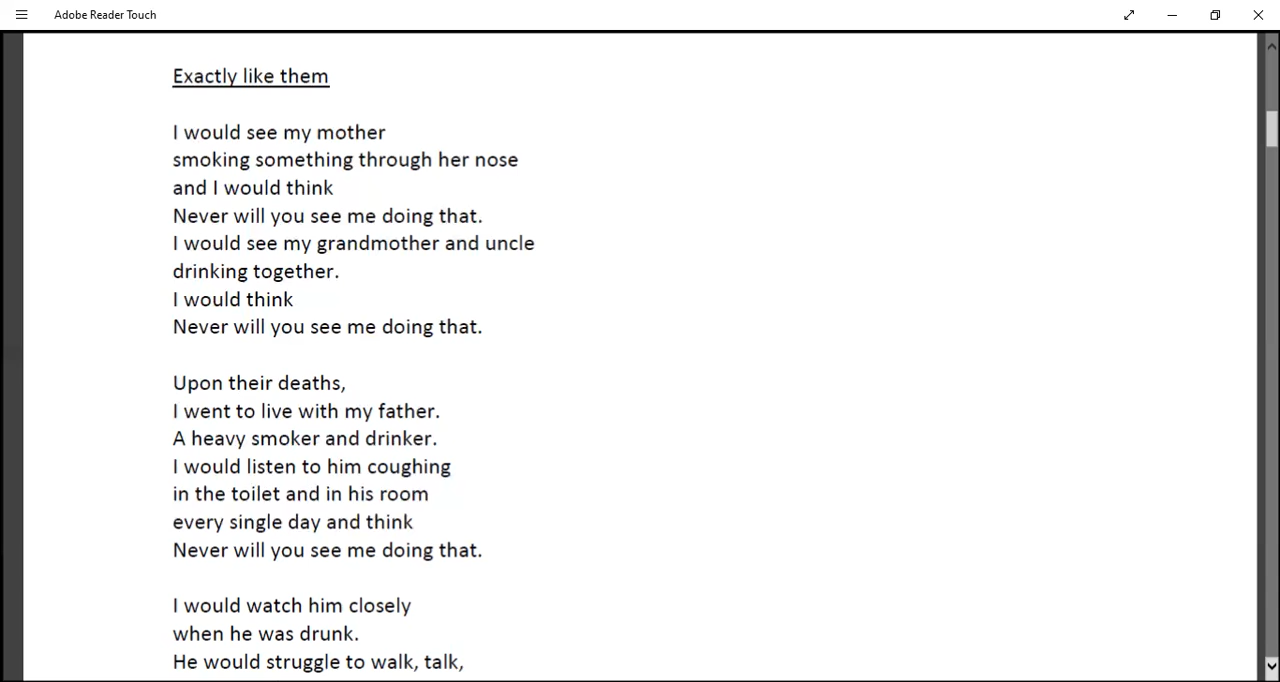 Adobe Reader Touch
Exactly like them
I would see my mother
smoking something through her nose
and I would think
Never will you see me doing that.
I would see my grandmother and uncle
drinking together.
I would think
Never will you see me doing that.
Upon their deaths,
I went to live with my father.
A heavy smoker and drinker.
I would listen to him coughing
in the toilet and in his room
every single day and think
Never will you see me doing that.
I would watch him closely
when he was drunk.
He would struggle to walk, talk,